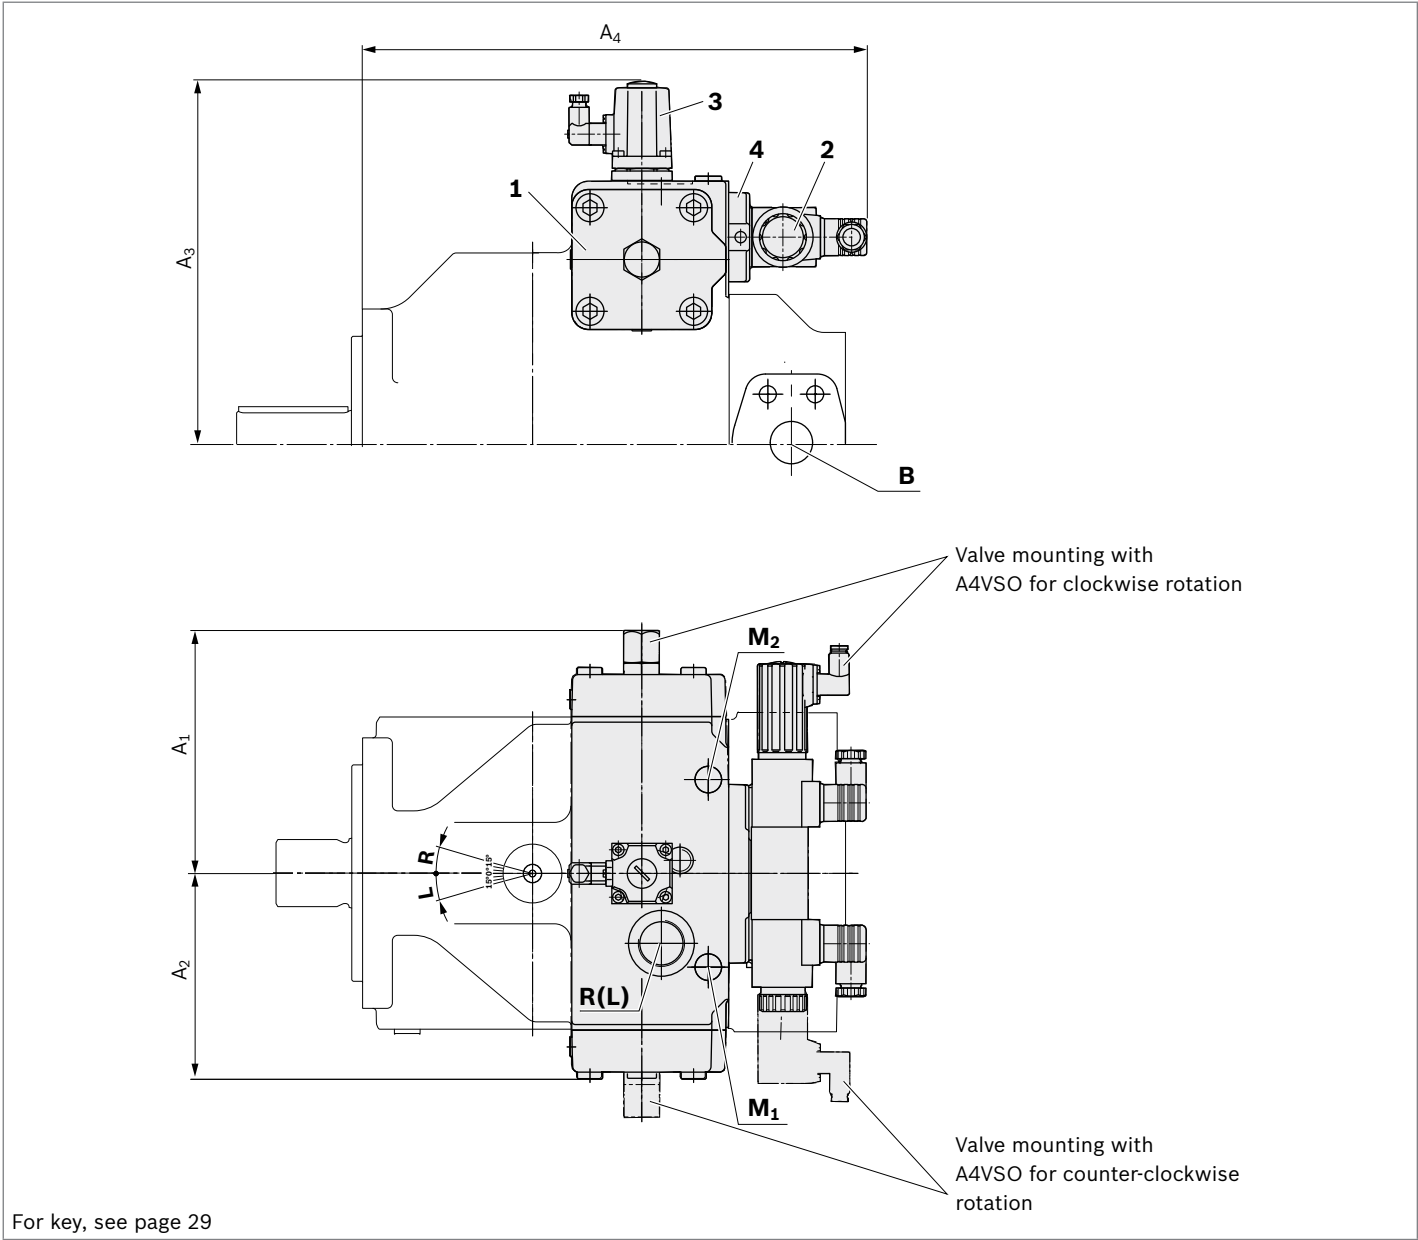 A4
3
4
2
1
A3
B
Valve mounting with
A4VSO for clockwise rotation
M2
A1
R
15°0°15°
L
A2
R(L)
M1
Valve mounting with
A4VSO for counter-clockwise
rotation
For key, see page 29